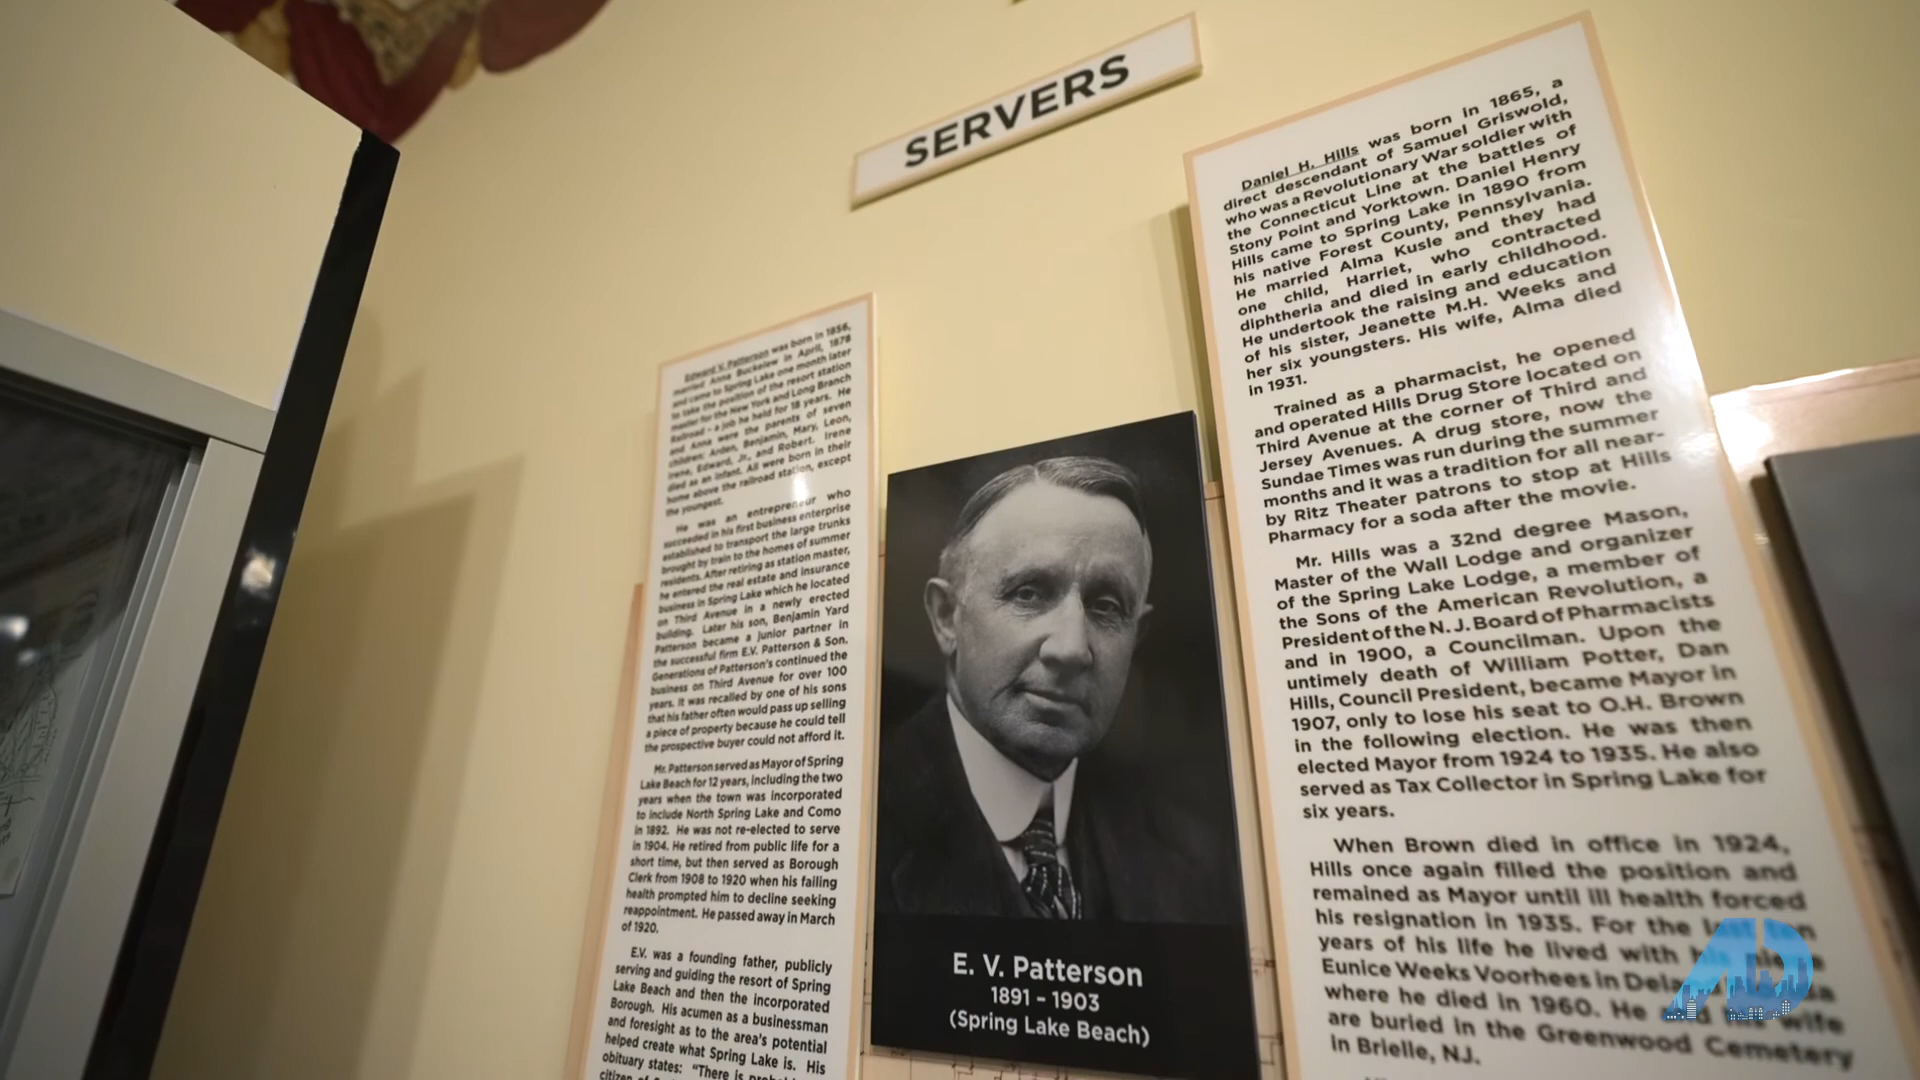 SERVERS
Edward V. Patterson was born in 1856,
married Anna Buckelew in April, 1878
and came to Spring Lake one month later
to take the position of the resort station
master for the New York and Long Branch
Railroad - a job he held for 18 years. He
and Anna were the parents of seven
children: Arden, Benjamin, Mary, Leon,
Irene, Edward, Jr., and Robert. Irene
died as an infant. All were born in their
home above the railroad station, except
the youngest.
He was an entrepreneur who
succeeded in his first business enterprise
established to transport the large trunks
brought by train to the homes of summer
residents. After retiring as station master,
he entered the real estate and insurance
business in Spring Lake which he located
on Third Avenue in a newly erected
building. Later his son, Benjamin Yard
Patterson became a junior partner in
the successful firm E.V. Patterson & Son.
Generations of Patterson's continued the
business on Third Avenue for over 100
years. It was recalled by one of his sons
that his father often would pass up selling
a piece of property because he could tell
the prospective buyer could not afford it.
Mr. Patterson served as Mayor of Spring
Lake Beach for 12 years, including the two
years when the town was incorporated
to include North Spring Lake and Como
in 1892. He was not re-elected to serve
in 1904. He retired from public life for a
short time, but then served as Borough
Clerk from 1908 to 1920 when his failing
health prompted him to decline seeking
reappointment. He passed away in March
of 1920.
E.V. was a founding father, publicly
serving and guiding the resort of Spring
Lake Beach and then the incorporated
Borough. His acumen as a businessman
and foresight as to the area's potential
helped create what Spring Lake is. His
obituary states: "There is
citizen of
E. V. Patterson
1891 – 1903
(Spring Lake Beach)
Daniel H. Hills was born in 1865, a
direct descendant of Samuel Griswold,
who was a Revolutionary War soldier with
the Connecticut Line at the battles of
Stony Point and Yorktown. Daniel Henry
Hills came to Spring Lake in 1890 from
his native Forest County, Pennsylvania.
He married Alma Kusle and they had
one child, Harriet, who contracted
diphtheria and died in early childhood.
He undertook the raising and education
of his sister, Jeanette M.H. Weeks and
her six youngsters. His wife, Alma died
in 1931.
Trained as a pharmacist, he opened
and operated Hills Drug Store located on
Third Avenue at the corner of Third and
Jersey Avenues. A drug store, now the
Sundae Times was run during the summer
months and it was a tradition for all near-
by Ritz Theater patrons to stop at Hills
Pharmacy for a soda after the movie.
Mr. Hills was a 32nd degree Mason,
Master of the Wall Lodge and organizer
of the Spring Lake Lodge, a member of
the Sons of the American Revolution, a
President of the N. J. Board of Pharmacists
and in 1900, a Councilman. Upon the
untimely death of William Potter, Dan
Hills, Council President, became Mayor in
1907, only to lose his seat to O.H. Brown
in the following election. He was then
elected Mayor from 1924 to 1935. He also
served as Tax Collector in Spring Lake for
six years.
When Brown died in office in 1924,
Hills once again filled the position and
remained as Mayor until ill health forced
his resignation in 1935. For the last ten
years of his life he lived with his niece
Eunice Weeks Voorhees in
where he died in 1960. He and his wife
are buried in the Greenwood Cemetery
in Brielle, NJ.
AD